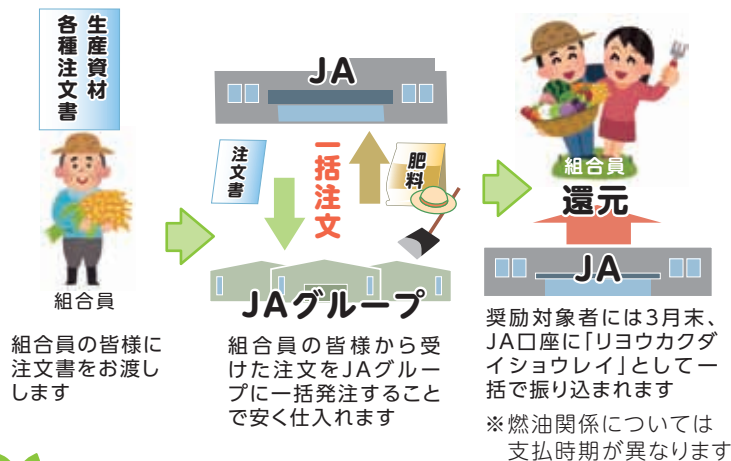 生産資材
各種注文書
組合員
組合員の皆様に
注文書をお渡し
します
JA
注文書
一括注文
肥料
JAグループ
組合員の皆様から受
けた注文をJAグルー
プに一括発注すること
で安く仕入れます
組合員
還元
JA
奨励対象者には3月末、
JA口座に「リヨウカクダ
イショウレイ」として一
括で振り込まれます
※燃油関係については
支払時期が異なります